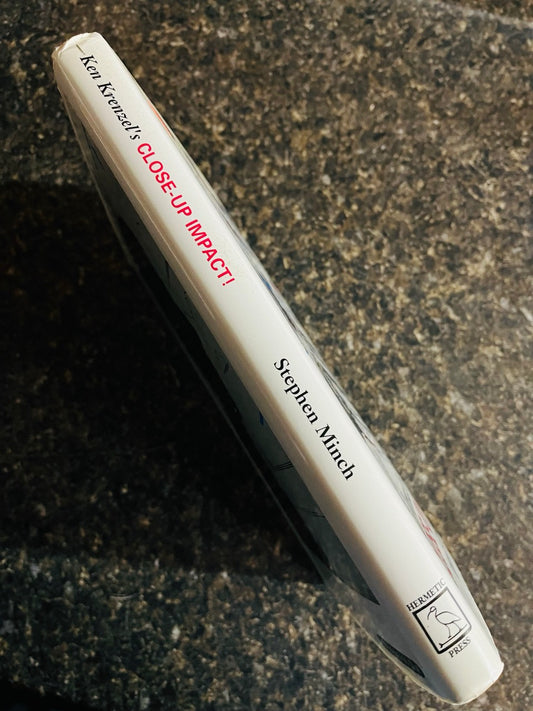 Ken Krenzel's CLOSE-UP IMPACT!
Stephen Minch
HERMETIC
PRESS